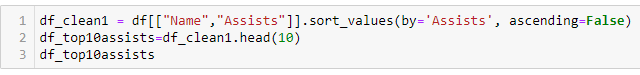 1 df_clean1 = df[["Name","Assists"]].sort_values(by='Assists', ascending=False)
2 df_top10assists=df_clean1.head(10)
3 df_top10assists